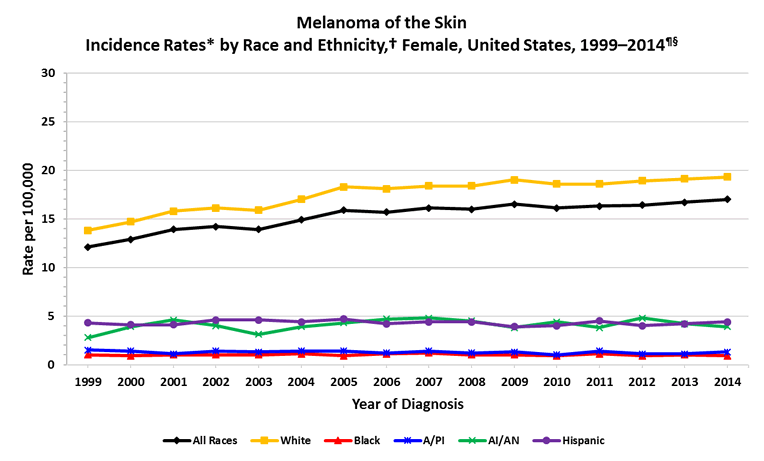 Melanoma of the Skin
Incidence Rates* by Race and Ethnicity,† Female, United States, 1999–2014¶§
30
25
20
15
10
5
0
Rate per 100,000
1999 2000 2001 2002 2003 2004 2005 2006 2007 2008 2009 2010 2011 2012 2013 2014
Year of Diagnosis
All Races White Black A/PI AI/AN Hispanic